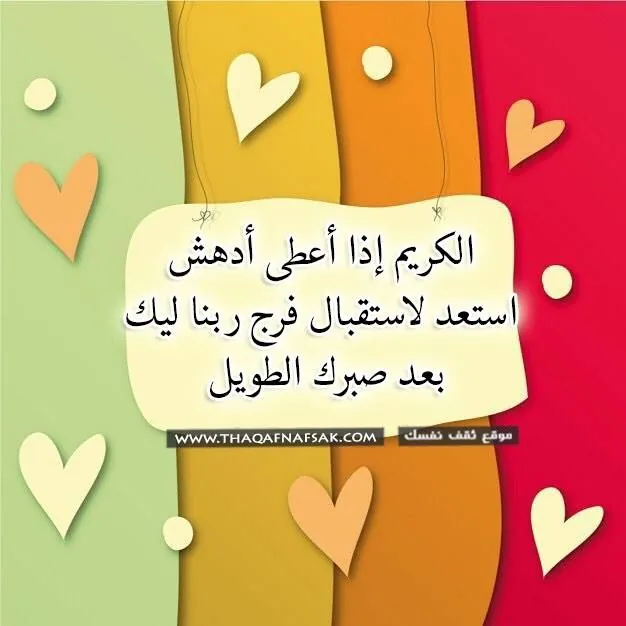 الكريم إذا أعطى أدهش
استعد لاستقبال فرج ربنا ليك
بعد صبرك الطويل
موقع ثقف نفسك WWW.THAQAFNAFSAK.COM